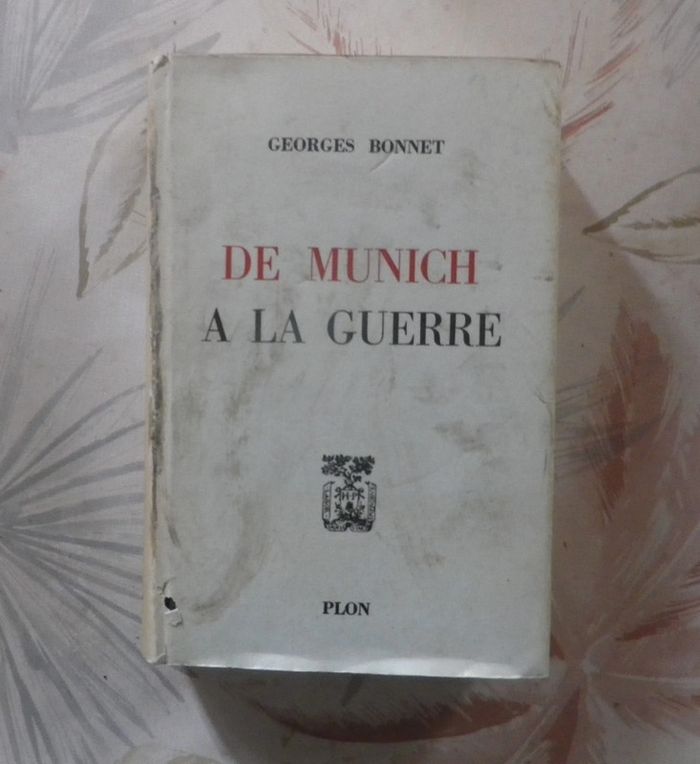 GEORGES BONNET
DE MUNICH
A LA GUERRE
H·P
PLON